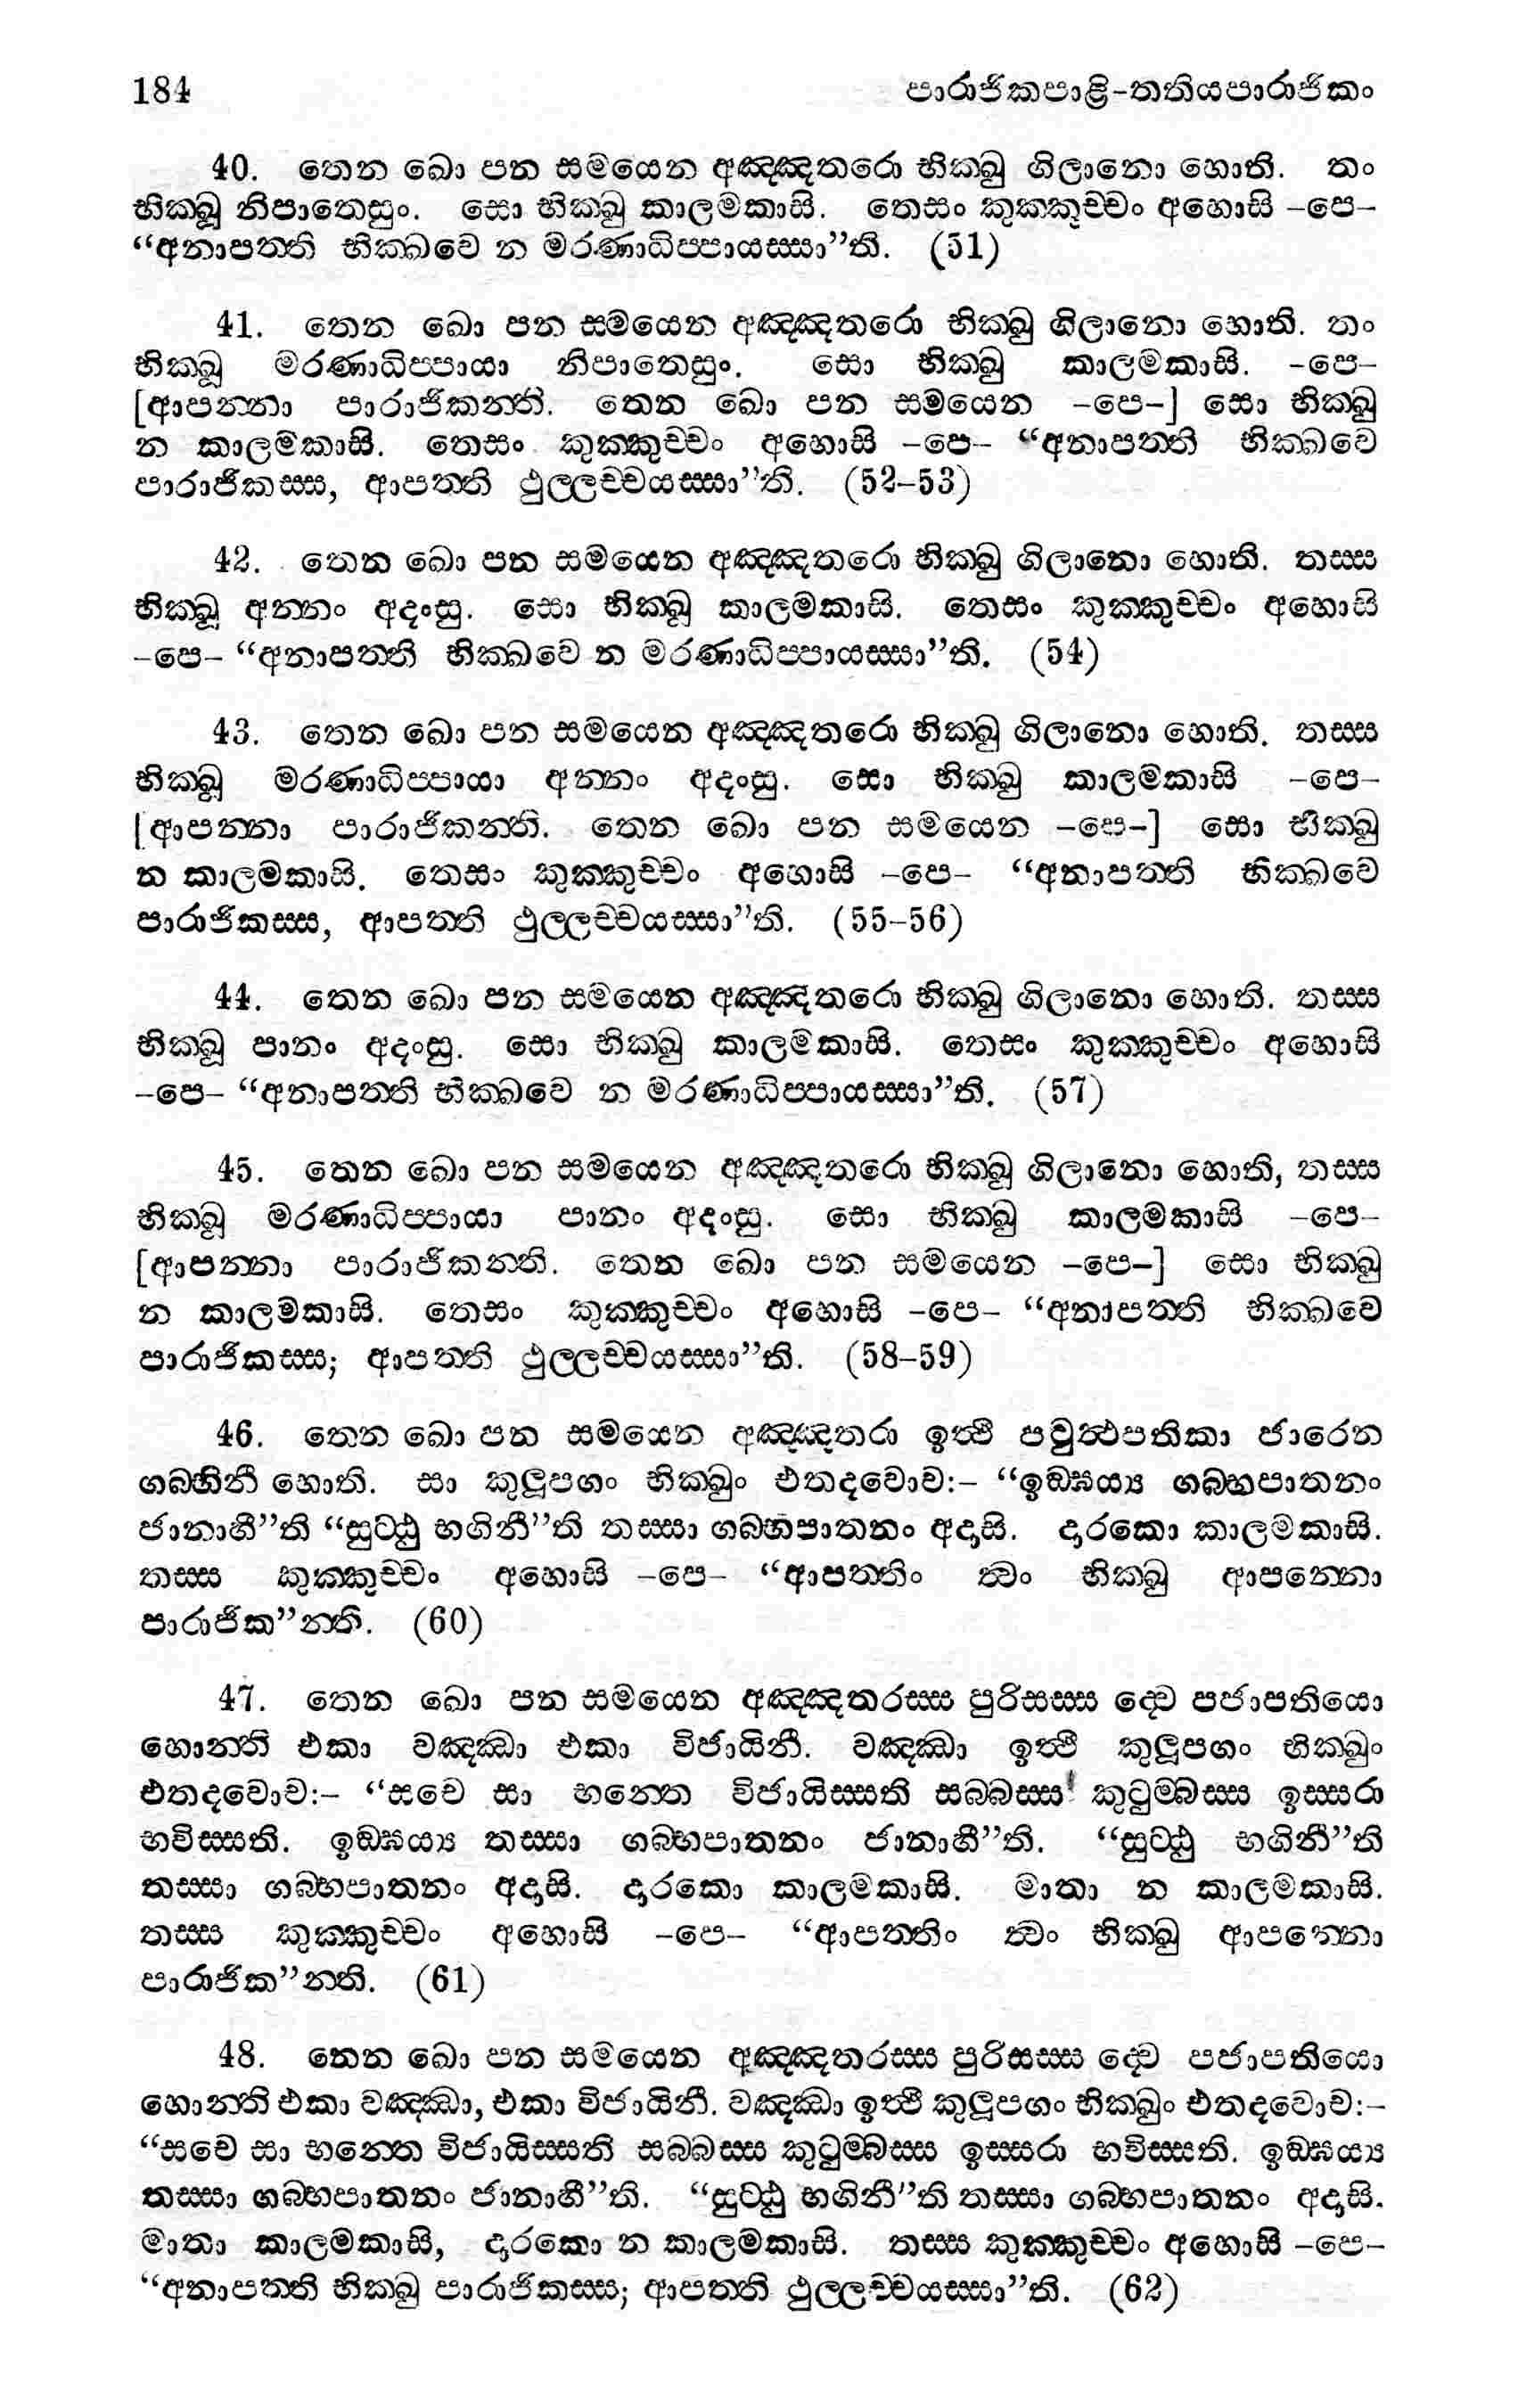 184 පාරාජිකපාළි-තතියපාරාජිකං
40. තෙන ඛො පන සමයෙන අඤ්ඤතරො භික්ඛු ගිලානො හොති. තං
භික්ඛූ නිපාතෙසුං. සො භික්ඛු කාලමකාසි. තෙසං කුක්කූච්චං අහොසි –පෙ–
“අනාපත්ති භික්ඛවෙ න මරණාධිප්පායස්සා”ති. (51)
41. තෙන ඛො පන සමයෙන අඤ්ඤතරො භික්ඛු ගිලානො හොති. තං
භික්ඛූ මරණාධිප්පායා නිපාතෙසුං. සො භික්ඛු කාලමකාසි. –පෙ–
[ආපන්නා පාරාජිකන්ති. තෙන ඛො පන සමයෙන –පෙ–] සො භික්ඛු
න කාලමකාසි. තෙසං කුක්කුච්චං අහොසි –පෙ– “අනාපත්ති භික්ඛවෙ
පාරාජිකස්ස, ආපත්ති ථුල්ලච්චයස්සා”ති. (52–53)
42. තෙන ඛො පන සමයෙන අඤ්ඤතරො භික්ඛු ගිලානො හොති. තස්ස
භික්ඛූ අන්නං අදංසු. සො භික්ඛූ කාලමකාසි. තෙසං කුක්කුච්චං අහොසි
–පෙ– “අනාපත්ති භික්ඛවෙ න මරණාධිප්පායස්සා”ති. (54)
43. තෙන ඛො පන සමයෙන අඤ්ඤතරො භික්ඛු ගිලානො හොති. තස්ස
භික්ඛූ මරණාධිප්පායා අන්නං අදංසු. සො භික්ඛු කාලමකාසි –පෙ–
[ආපන්නා පාරාජිකන්ති. තෙන ඛො පන සමයෙන –පෙ–] සො භික්ඛු
න කාලමකාසි. තෙසං කුක්කුච්චං අහොසි –පෙ– “අනාපත්ති භික්ඛවෙ
පාරාජිකස්ස, ආපත්ති ථුල්ලච්චයස්සා”ති. (55–56)
44. තෙන ඛො පන සමයෙන අඤ්ඤතරො භික්ඛු ගිලානො හොති. තස්ස
භික්ඛූ පානං අදංසු. සො භික්ඛු කාලමකාසි. තෙසං කුක්කුච්චං අහොසි
–පෙ– “අනාපත්ති භික්ඛවෙ න මරණාධිප්පායස්සා”ති. (57)
45. තෙන ඛො පන සමයෙන අඤ්ඤතරො භික්ඛූ ගිලානො හොති, තස්ස
භික්ඛූ මරණාධිප්පායා පානං අදංසු. සො භික්ඛු කාලමකාසි –පෙ–
[ආපන්නා පාරාජිකන්ති. තෙන ඛො පන සමයෙන –පෙ–] සො භික්ඛු
න කාලමකාසි. තෙසං කුක්කුච්චං අහොසි –පෙ– “අනාපත්ති භික්ඛවෙ
පාරාජිකස්ස; ආපත්ති ථුල්ලච්චයස්සා”ති. (58–59)
46. තෙන ඛො පන සමයෙන අඤ්ඤතරා ඉත්ථි පවුත්ථපතිකා ජාරෙන
ගබ්භිනී හොති. සා කුලූපගං භික්ඛුං එතදවොච:– “ඉඞ්ඝය්‍ය ගබ්භපාතනං
ජානාහී”ති “සුට්ඨු භගිනී”ති තස්සා ගබ්භපාතනං අදාසි. දාරකො කාලමකාසි.
තස්ස කුක්කුච්චං අහොසි –පෙ– “ආපත්තිං ත්වං භික්ඛු ආපන්නො
පාරාජික”න්ති. (60)
47. තෙන ඛො පන සමයෙන අඤ්ඤතරස්ස පුරිසස්ස ද්වෙ පජාපතියො
හොන්ති එකා වඤ්ඣා එකා විජායිනී. වඤ්ඣා ඉත්ථි කුලූපගං භික්ඛුං
එතදවොච:– “සචෙ සා භන්තෙ විජායිස්සති සබ්බස්ස කුටුම්බස්ස ඉස්සරා
භවිස්සති. ඉඞ්ඝය්‍ය තස්සා ගබ්භපාතනං ජානාහී”ති. “සුට්ඨු භගිනී”ති
තස්සා ගබ්භපාතනං අදාසි. දාරකො කාලමකාසි. මාතා න කාලමකාසි.
තස්ස කුක්කුච්චං අහොසි –පෙ– “ආපත්තිං ත්වං භික්ඛු ආපන්නො
පාරාජික”න්ති. (61)
48. තෙන ඛො පන සමයෙන අඤ්ඤතරස්ස පුරිසස්ස ද්වෙ පජාපතියො
හොන්ති එකා වඤ්ඣා, එකා විජායිනී. වඤ්ඣා ඉත්ථි කුලූපගං භික්ඛුං එතදවොච:–
“සචෙ සා භන්තෙ විජායිස්සති සබ්බස්ස කුටුම්බස්ස ඉස්සරා භවිස්සති. ඉඞ්ඝය්‍ය
තස්සා ගබ්භපාතනං ජානාහී”ති. “සුට්ඨු භගිනී”ති තස්සා ගබ්භපාතනං අදාසි.
මාතා කාලමකාසි, දාරකො න කාලමකාසි. තස්ස කුක්කුච්චං අහොසි –පෙ–
“අනාපත්ති භික්ඛු පාරාජිකස්ස; ආපත්ති ථුල්ලච්චයස්සා”ති. (62)